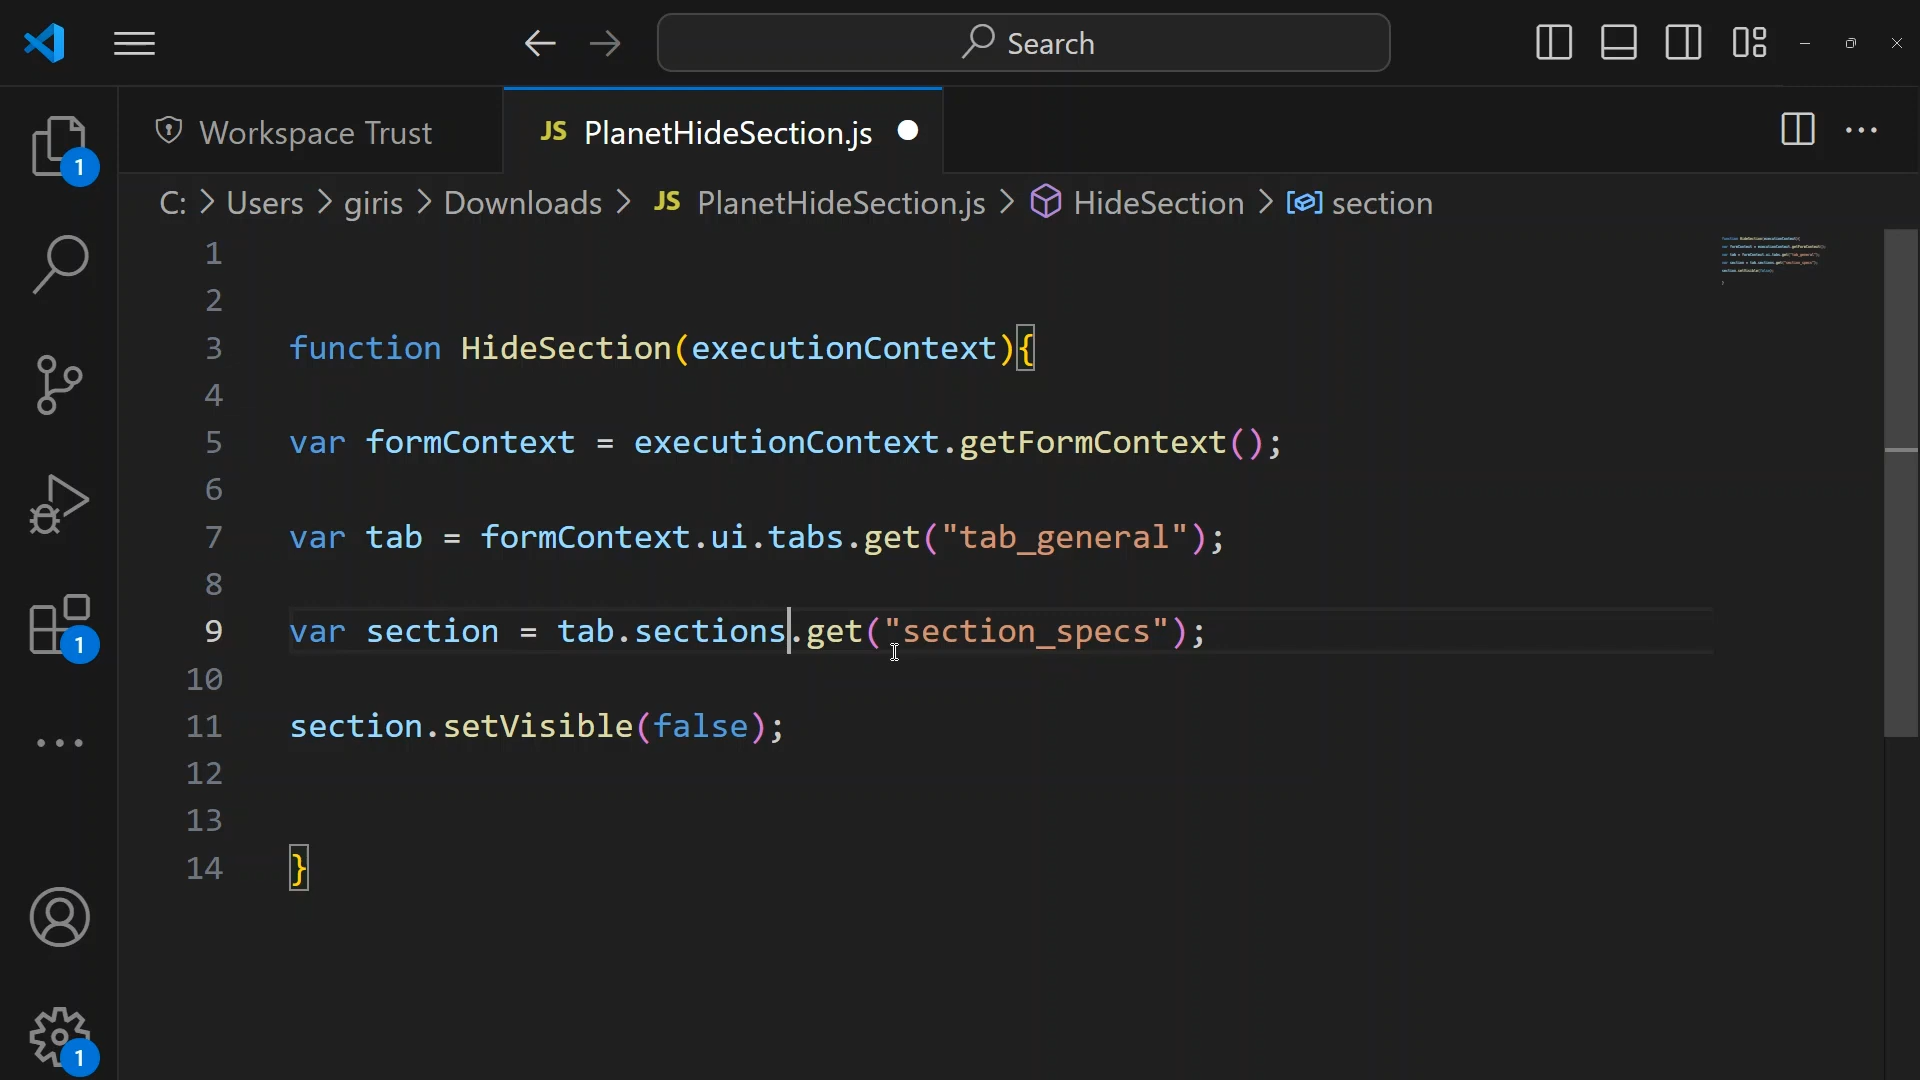 Search
Workspace Trust
JS PlanetHideSection.js
1
C: > Users > giris > Downloads > JS PlanetHideSection.js > HideSection > section
1
2
3 function HideSection(executionContext){
4
5 var formContext = executionContext.getFormContext();
6
7 var tab = formContext.ui.tabs.get("tab_general");
8
9 var section = tab.sections.get("section_specs");
1
10
11 section.setVisible(false);
12
13
14 }
1